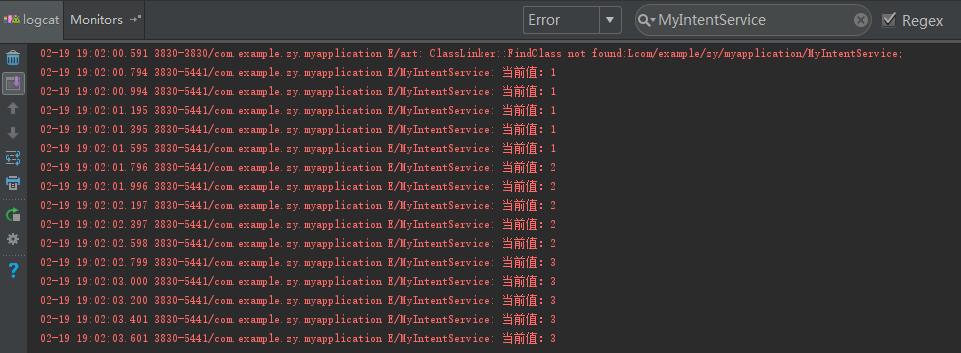 logcat Monitors Error MyIntentService Regex
02-19 19:02:00.591 3830-3830/com.example.zy.myapplication E/art: ClassLinker::FindClass not found:Lcom/example/zy/myapplication/MyIntentService;
02-19 19:02:00.794 3830-5441/com.example.zy.myapplication E/MyIntentService: 当前值: 1
02-19 19:02:00.994 3830-5441/com.example.zy.myapplication E/MyIntentService: 当前值: 1
02-19 19:02:01.195 3830-5441/com.example.zy.myapplication E/MyIntentService: 当前值: 1
02-19 19:02:01.395 3830-5441/com.example.zy.myapplication E/MyIntentService: 当前值: 1
02-19 19:02:01.595 3830-5441/com.example.zy.myapplication E/MyIntentService: 当前值: 1
02-19 19:02:01.796 3830-5441/com.example.zy.myapplication E/MyIntentService: 当前值: 2
02-19 19:02:01.996 3830-5441/com.example.zy.myapplication E/MyIntentService: 当前值: 2
02-19 19:02:02.197 3830-5441/com.example.zy.myapplication E/MyIntentService: 当前值: 2
02-19 19:02:02.397 3830-5441/com.example.zy.myapplication E/MyIntentService: 当前值: 2
02-19 19:02:02.598 3830-5441/com.example.zy.myapplication E/MyIntentService: 当前值: 2
02-19 19:02:02.799 3830-5441/com.example.zy.myapplication E/MyIntentService: 当前值: 3
02-19 19:02:03.000 3830-5441/com.example.zy.myapplication E/MyIntentService: 当前值: 3
02-19 19:02:03.200 3830-5441/com.example.zy.myapplication E/MyIntentService: 当前值: 3
02-19 19:02:03.401 3830-5441/com.example.zy.myapplication E/MyIntentService: 当前值: 3
02-19 19:02:03.601 3830-5441/com.example.zy.myapplication E/MyIntentService: 当前值: 3